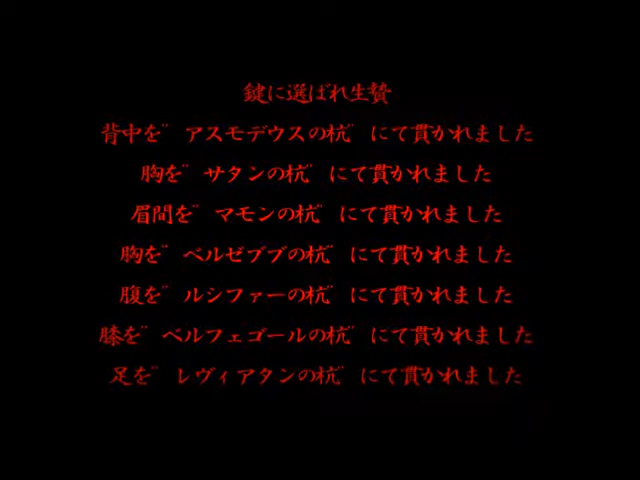 鍵に選ばれ生贄
背中を〝アスモデウスの杭〝にて貫かれました
胸を〝サタンの杭〝にて貫かれました
眉間を〝マモンの杭〝にて貫かれました
胸を〝ベルゼブブの杭〝にて貫かれました
腹を〝ルシファーの杭〝にて貫かれました
膝を〝ベルフェゴールの杭〝にて貫かれました
足を〝レヴィアタンの杭〝にて貫かれました